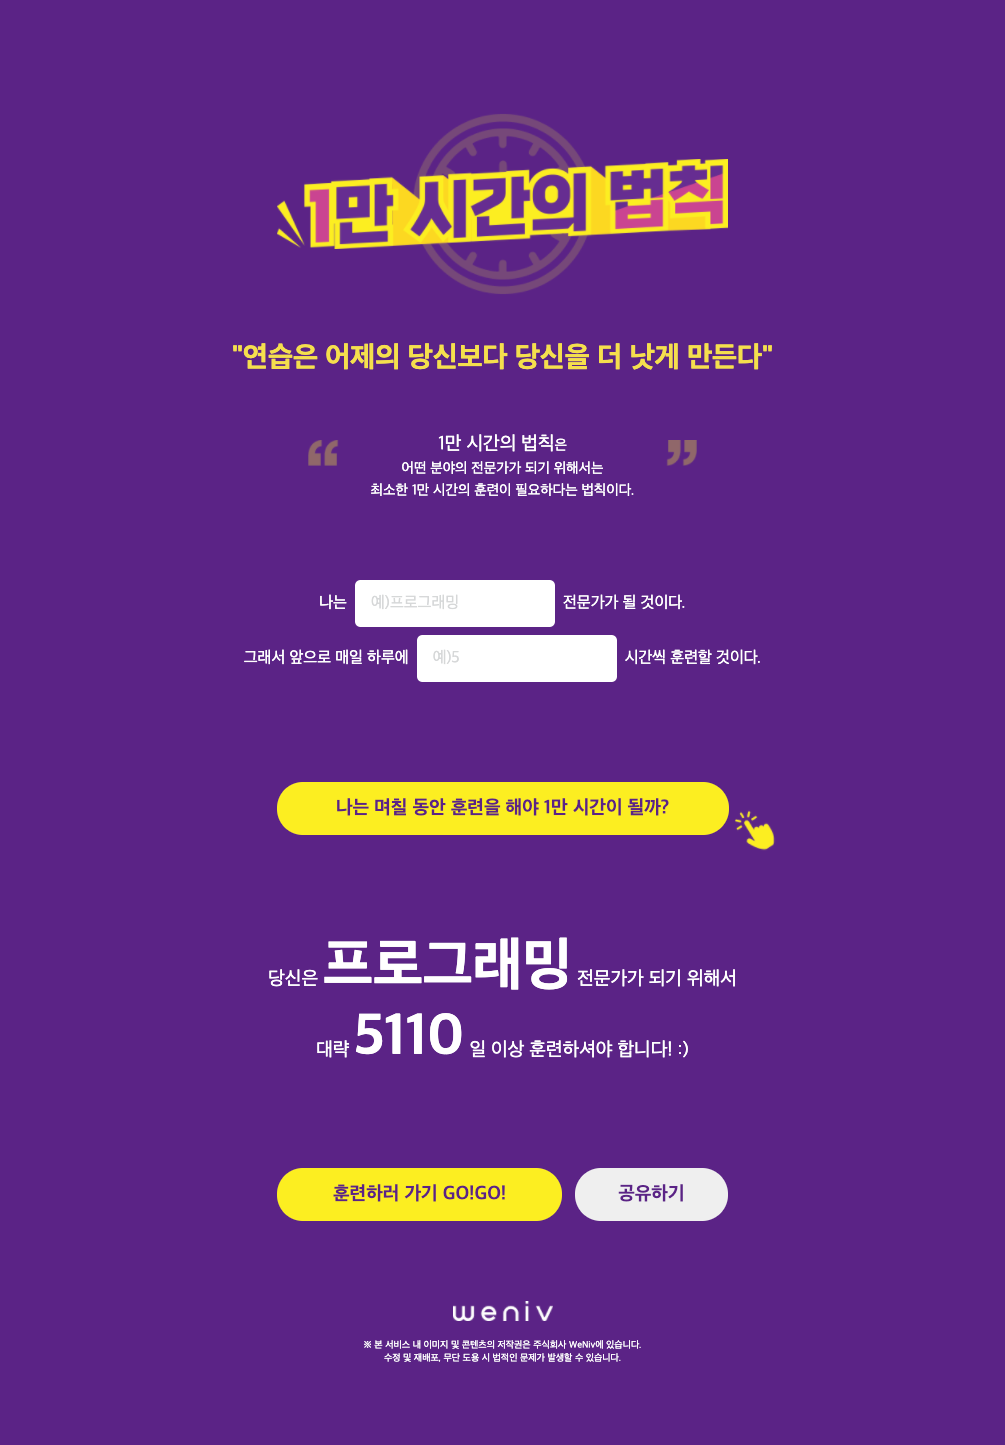 1만 시간의 법칙
"연습은 어제의 당신보다 당신을 더 낫게 만든다"
“ 1만 시간의 법칙은 ”
어떤 분야의 전문가가 되기 위해서는
최소한 1만 시간의 훈련이 필요하다는 법칙이다.
나는 예)프로그래밍 전문가가 될 것이다.
그래서 앞으로 매일 하루에 예)5 시간씩 훈련할 것이다.
나는 며칠 동안 훈련을 해야 1만 시간이 될까?
당신은 프로그래밍 전문가가 되기 위해서
대략 5110 일 이상 훈련하셔야 합니다! :)
훈련하러 가기 GO!GO! 공유하기
weniv
※ 본 서비스 내 이미지 및 콘텐츠의 저작권은 주식회사 WeNiv에 있습니다.
수정 및 재배포, 무단 도용 시 법적인 문제가 발생할 수 있습니다.